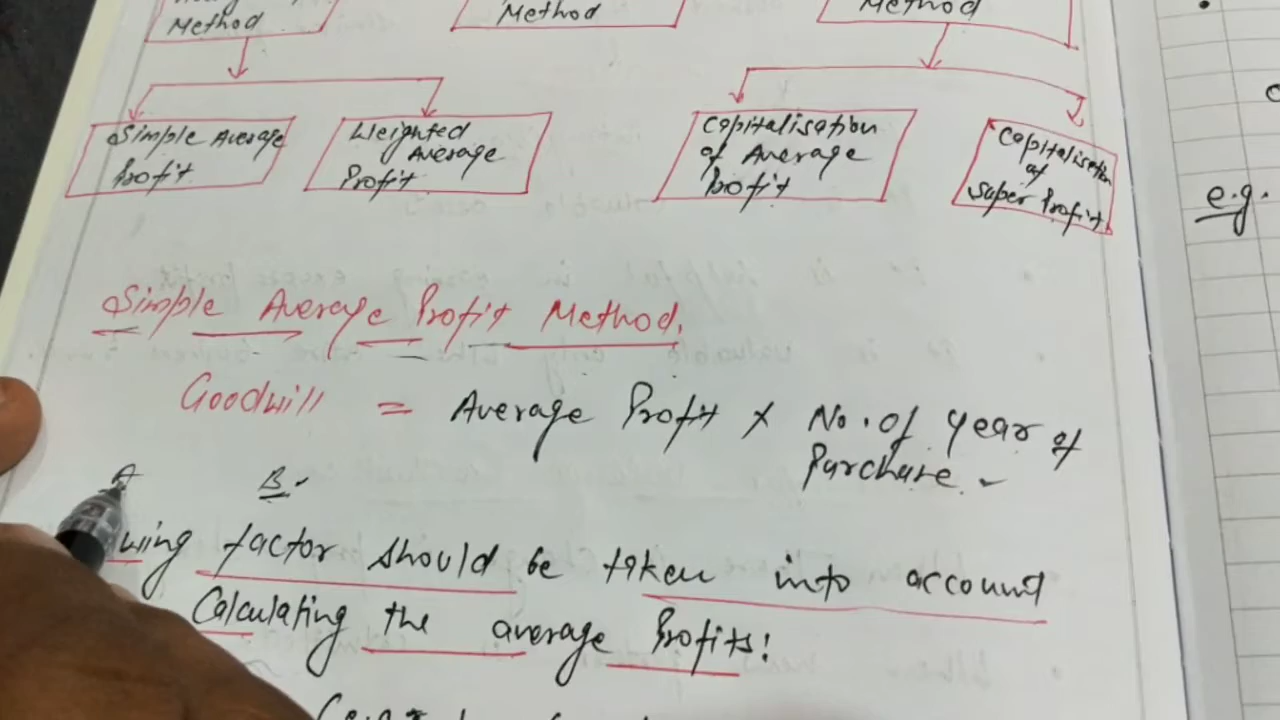 Method
Method
Method
Simple Average
Profit
Weighted
Average
Profit
Capitalisation
of Average
Profit
Capitalisation
of
Super Profit
Simple Average Profit Method.
Goodwill = Average Profit × No. of Year of
Purchase.
A B
wing factor should be taken into account
Calculating the average Profits!
e.g.